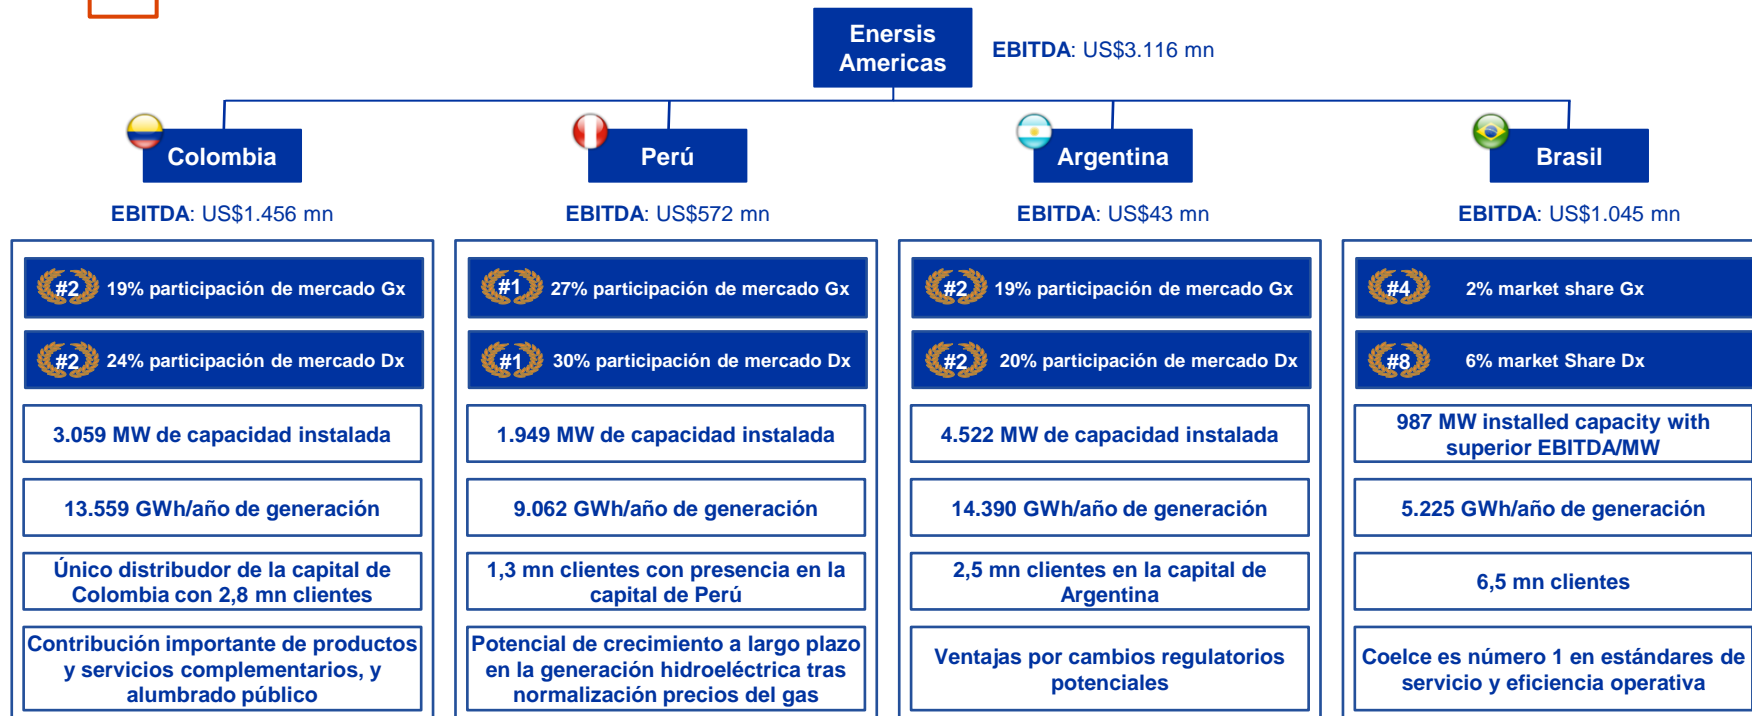 Enersis
Americas
EBITDA: US$3.116 mn
Colombia
Perú
Argentina
Brasil
EBITDA: US$1.456 mn
EBITDA: US$572 mn
EBITDA: US$43 mn
EBITDA: US$1.045 mn
#2 19% participación de mercado Gx
#2 24% participación de mercado Dx
3.059 MW de capacidad instalada
13.559 GWh/año de generación
Único distribudor de la capital de
Colombia con 2,8 mn clientes
Contribución importante de productos
y servicios complementarios, y
alumbrado público
#1 27% participación de mercado Gx
#1 30% participación de mercado Dx
1.949 MW de capacidad instalada
9.062 GWh/año de generación
1,3 mn clientes con presencia en la
capital de Perú
Potencial de crecimiento a largo plazo
en la generación hidroeléctrica tras
normalización precios del gas
#2 19% participación de mercado Gx
#2 20% participación de mercado Dx
4.522 MW de capacidad instalada
14.390 GWh/año de generación
2,5 mn clientes en la capital de
Argentina
Ventajas por cambios regulatorios
potenciales
#4 2% market share Gx
#8 6% market Share Dx
987 MW installed capacity with
superior EBITDA/MW
5.225 GWh/año de generación
6,5 mn clientes
Coelce es número 1 en estándares de
servicio y eficiencia operativa